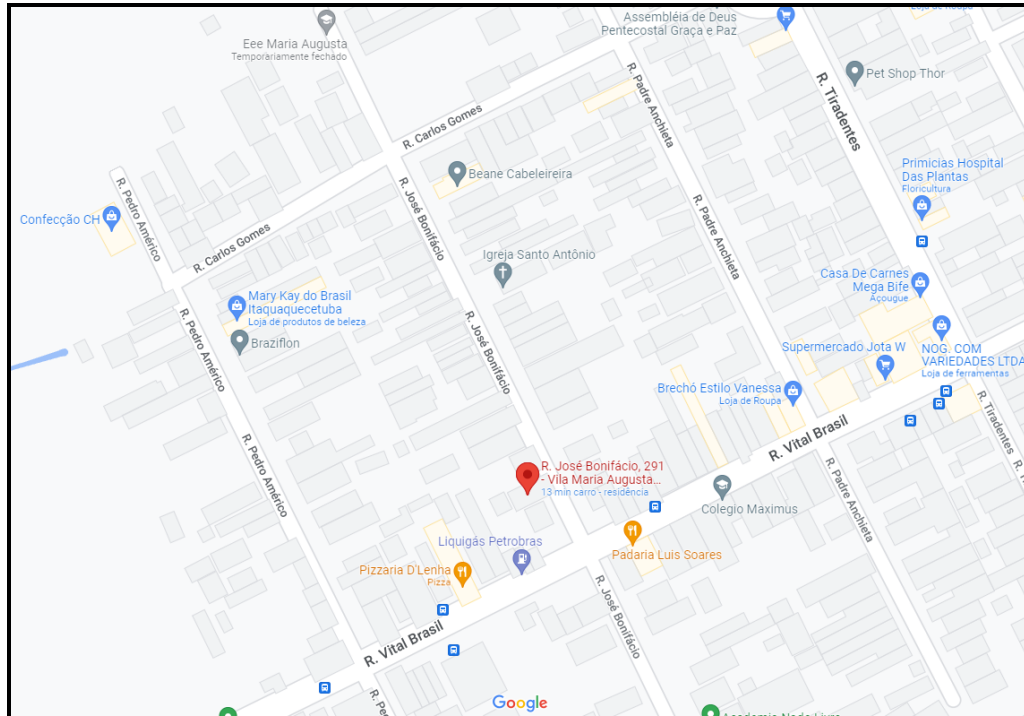 Loja de Roupa
Assembléia de Deus
Pentecostal Graça e Paz
Eee Maria Augusta
Temporariamente fechado
Pet Shop Thor
R. Padre Anchieta
R. Tiradentes
R. Carlos Gomes
Primicias Hospital
Das Plantas
Floricultura
Beane Cabeleireira
R. Pedro Américo
R. José Bonifácio
Confecção CH
R. Padre Anchieta
R. Carlos Gomes
Igreja Santo Antônio
Casa De Carnes
Mega Bife
Açougue
Mary Kay do Brasil
Itaquaquecetuba
Loja de produtos de beleza
Braziflon
R. Pedro Américo
R. José Bonifácio
Supermercado Jota W
NOG. COM
VARIEDADES LTDA
Loja de ferramentas
Brechó Estilo Vanessa
Loja de Roupa
R. Tiradentes
R. Vital Brasil
R. Pedro Américo
R. José Bonifácio, 291
- Vila Maria Augusta...
13 min carro - residência
R. Padre Anchieta
Colegio Maximus
Liquigás Petrobras
Padaria Luis Soares
Pizzaria D'Lenha
Pizza
R. José Bonifácio
R. Vital Brasil
Google